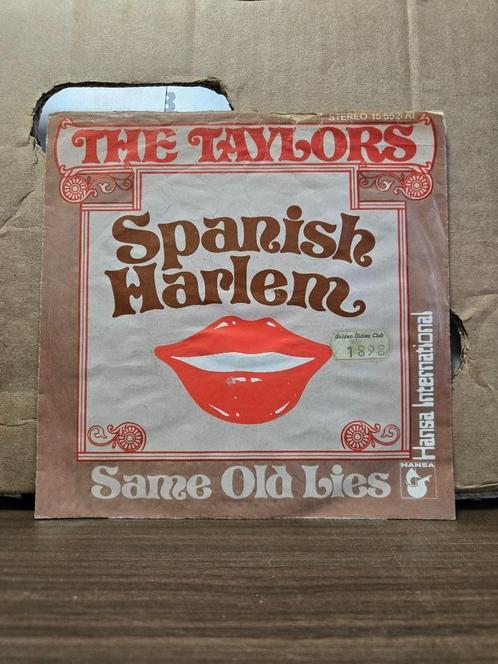 STEREO 15 552 AT
THE TAYLORS
Spanish
Harlem
Golden Oldies Club
1898
Hansa International
HANSA
Same Old Lies